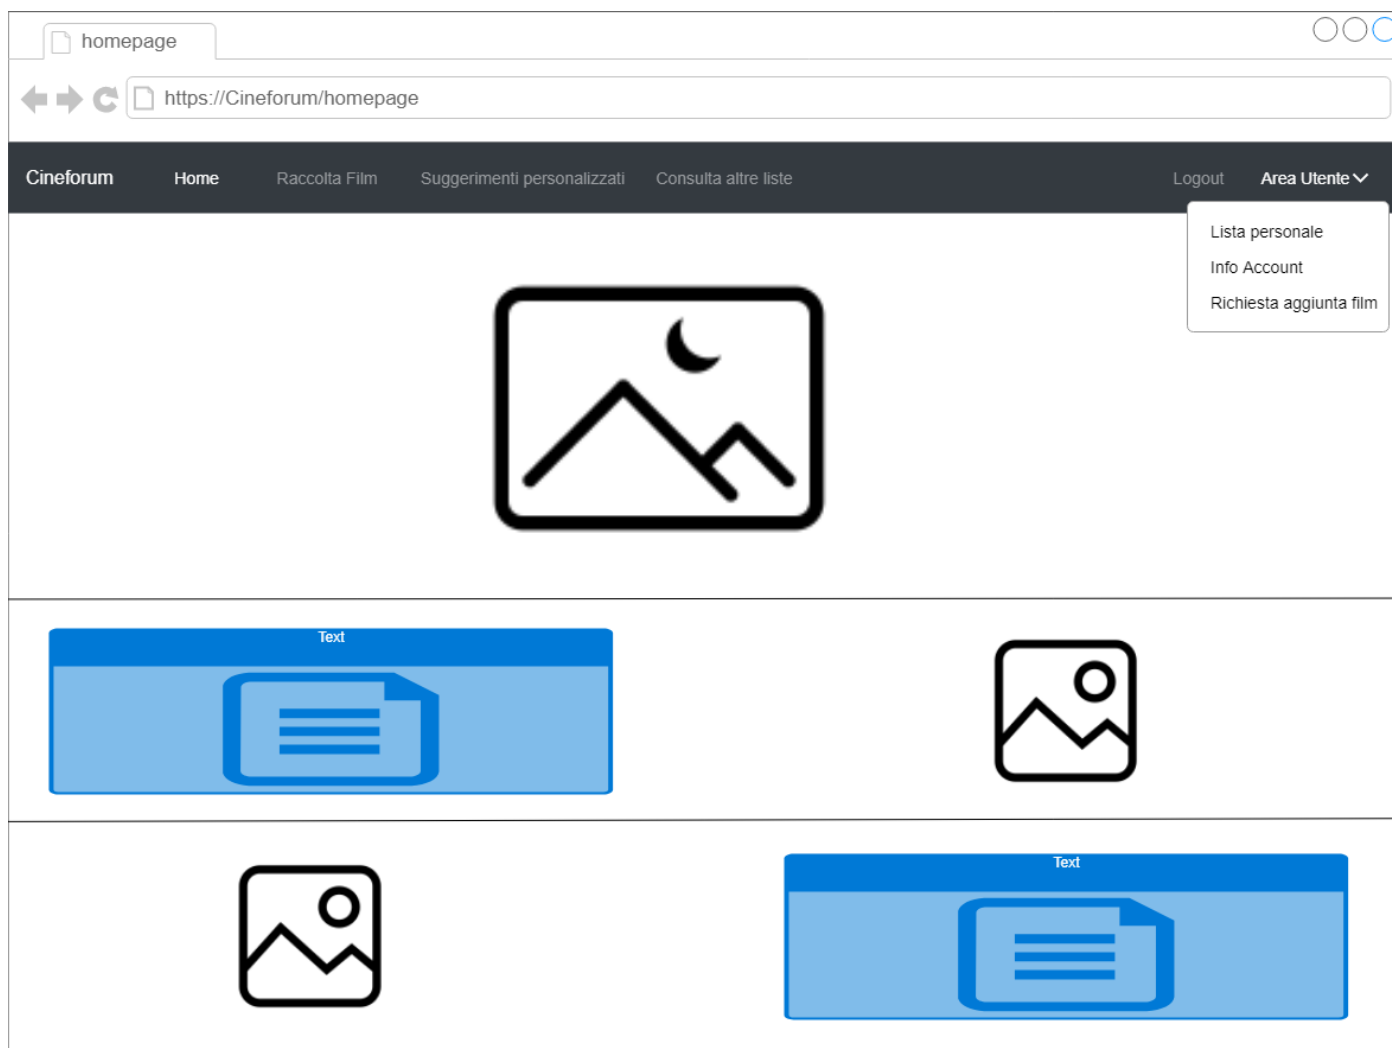 homepage
https://Cineforum/homepage
Cineforum Home Raccolta Film Suggerimenti personalizzati Consulta altre liste Logout Area Utente
Lista personale
Info Account
Richiesta aggiunta film
Text
Text